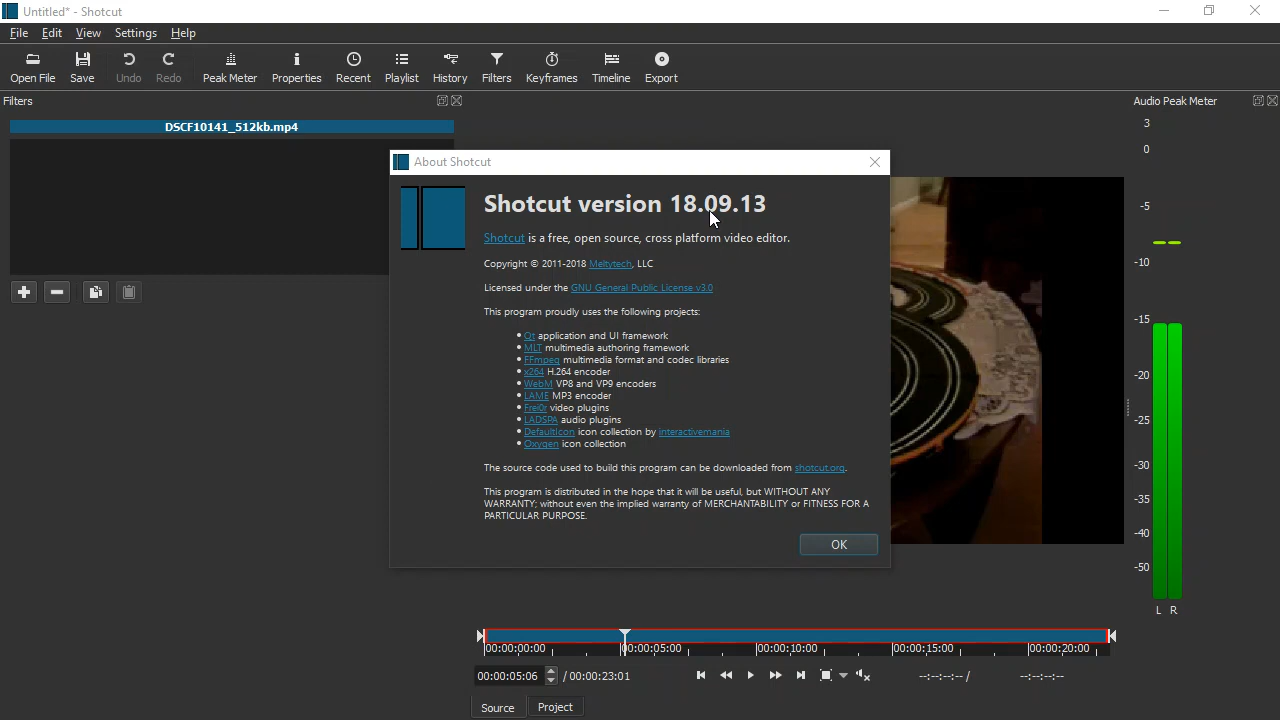 Untitled* - Shotcut
File Edit View Settings Help
Open File Save Undo Redo Peak Meter Properties Recent Playlist History Filters Keyframes Timeline Export
Filters
DSCF10141_512kb.mp4
Audio Peak Meter
3
0
-5
-10
-15
-20
-25
-30
-35
-40
-50
L R
About Shotcut
Shotcut version 18.09.13
Shotcut is a free, open source, cross platform video editor.
Copyright © 2011-2018 Meltytech, LLC
Licensed under the GNU General Public License v3.0
This program proudly uses the following projects:
• Qt application and UI framework
• MLT multimedia authoring framework
• FFmpeg multimedia format and codec libraries
• x264 H.264 encoder
• WebM VP8 and VP9 encoders
• LAME MP3 encoder
• Frei0r video plugins
• LADSPA audio plugins
• DefaultIcon icon collection by interactivemania
• Oxygen icon collection
The source code used to build this program can be downloaded from shotcut.org.
This program is distributed in the hope that it will be useful, but WITHOUT ANY
WARRANTY; without even the implied warranty of MERCHANTABILITY or FITNESS FOR A
PARTICULAR PURPOSE.
OK
00:00:00:00 00:00:05:00 00:00:10:00 00:00:15:00 00:00:20:00
00:00:05:06 / 00:00:23:01 --:--:--:-- / --:--:--:--
Source Project